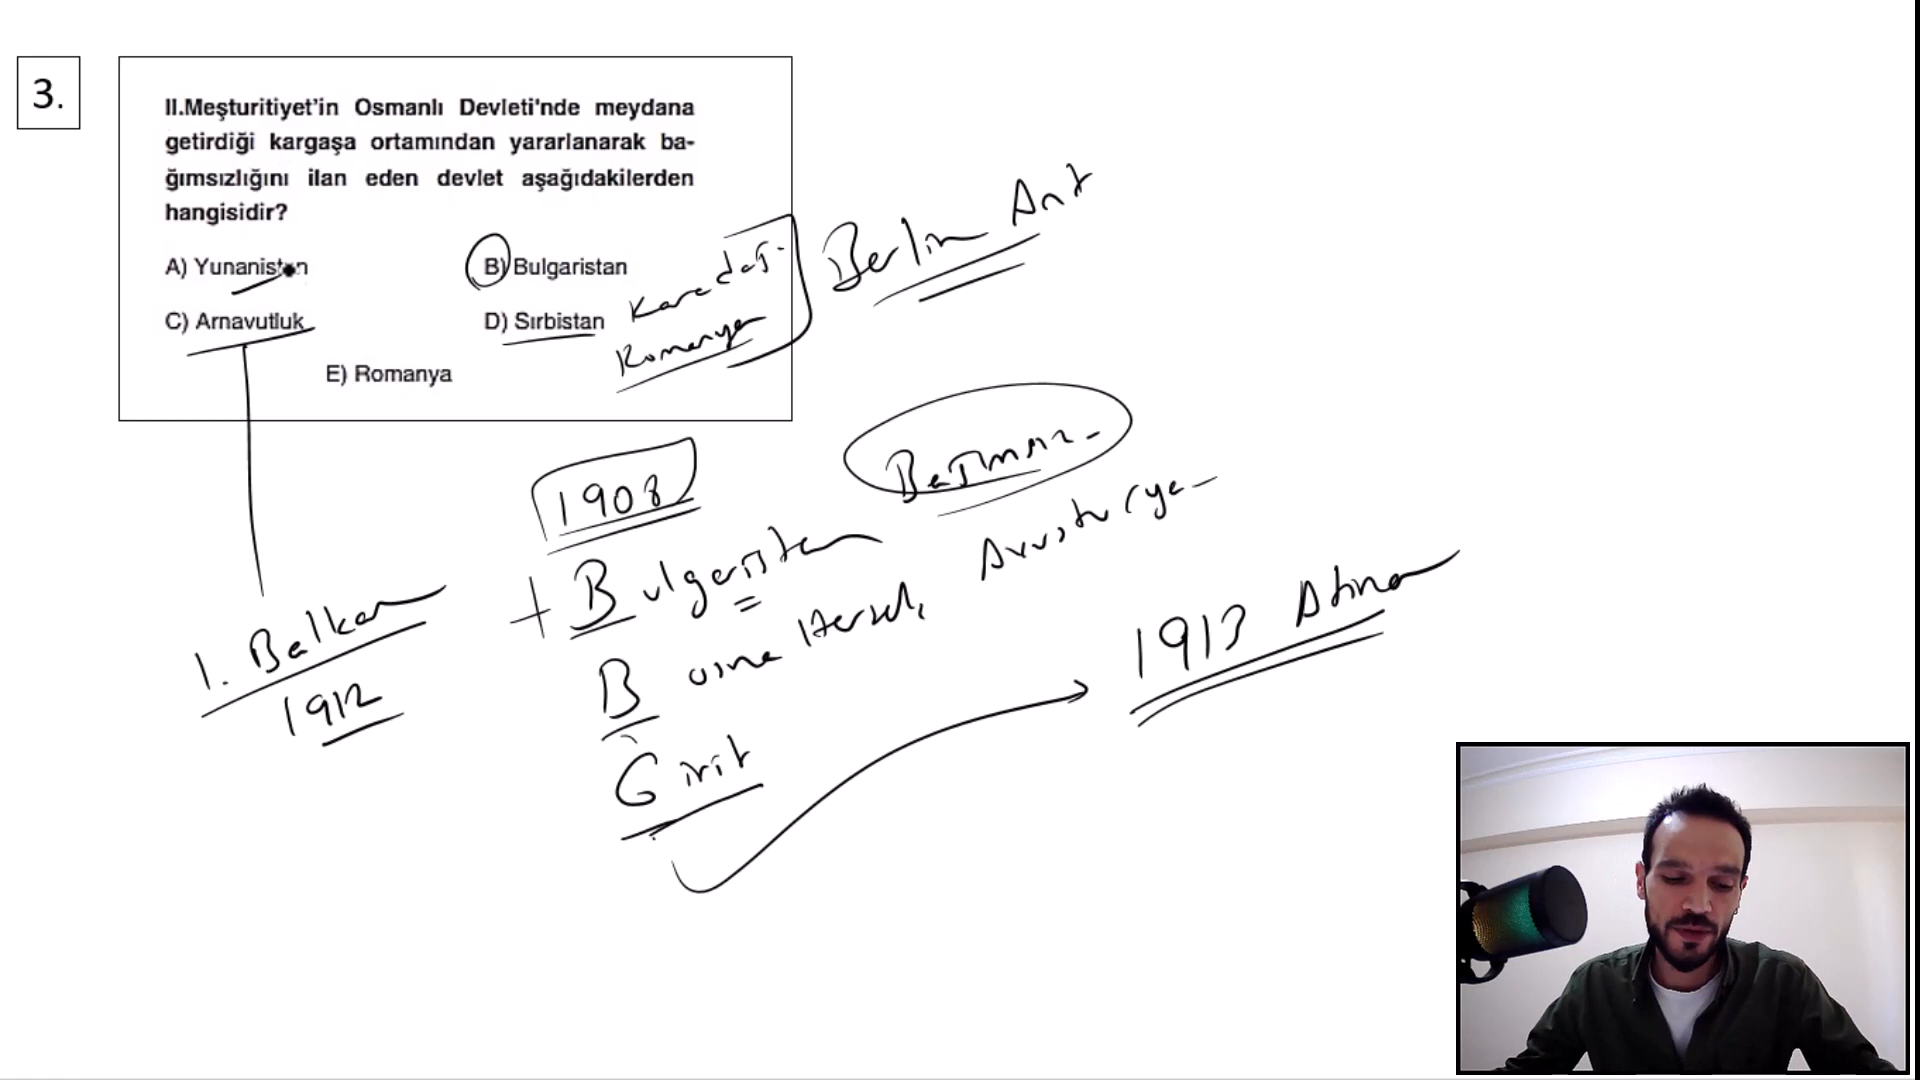 3.
II.Meşturitiyet'in Osmanlı Devleti'nde meydana
getirdiği kargaşa ortamından yararlanarak ba-
ğımsızlığını ilan eden devlet aşağıdakilerden
hangisidir?
A) Yunanistan
B) Bulgaristan
C) Arnavutluk
D) Sırbistan
E) Romanya
Karadağ
Romanya
Berlin Ant
1908
Bağımsız
+ Bulgaristan
Bosna Hersek, Avusturya
Girit
1913 Atina
1. Balkan
1912